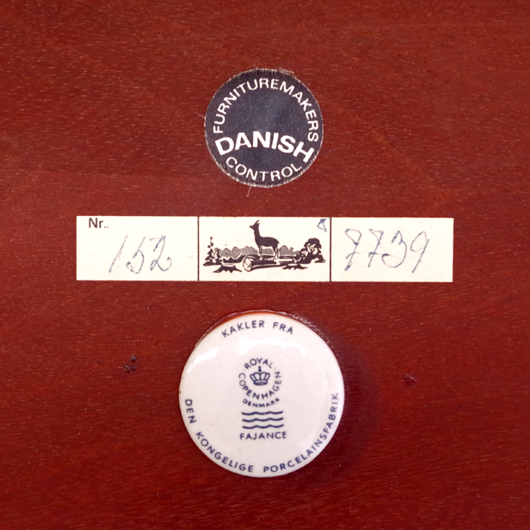 FURNITUREMAKERS
DANISH
CONTROL
Nr.. 152 7739
KAKLER FRA
ROYAL
COPENHAGEN
DENMARK
FAJANCE
DEN KONGELIGE PORCELAINSFABRIK